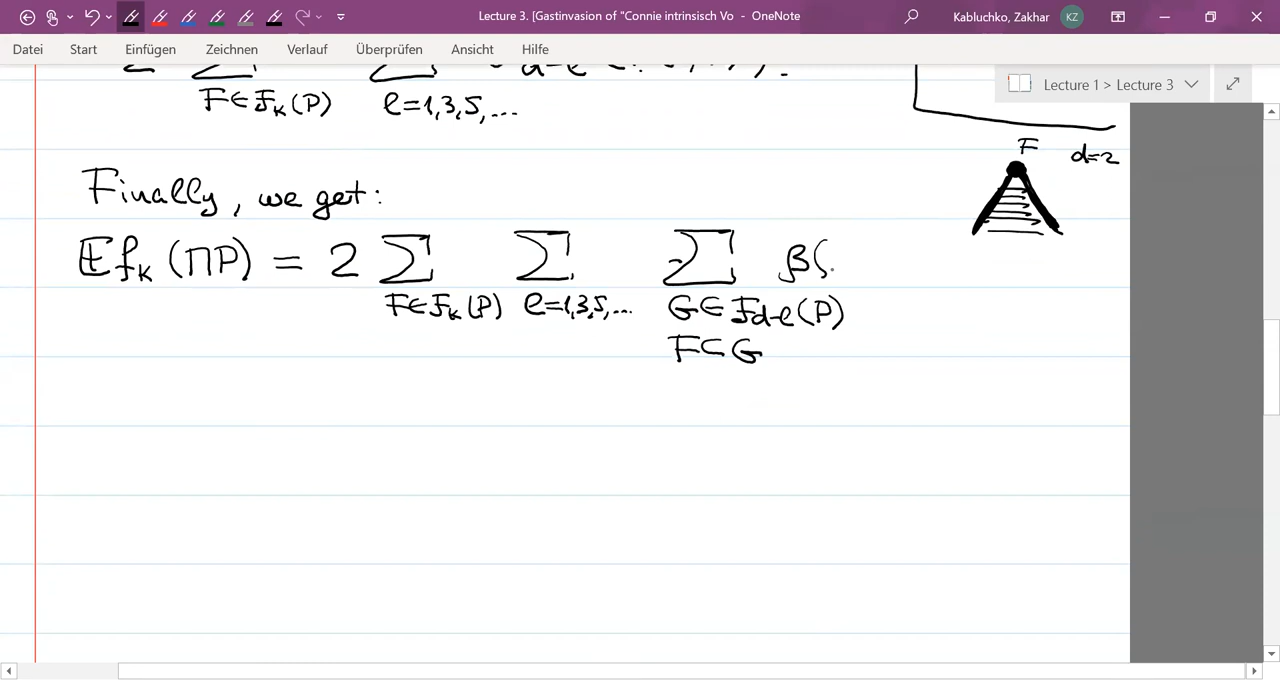 Lecture 3. [Gastinvasion of "Connie intrinsisch Vo - OneNote
Kabluchko, Zakhar KZ
Datei Start Einfügen Zeichnen Verlauf Überprüfen Ansicht Hilfe
Lecture 1 > Lecture 3
F∈F_k(P) ℓ=1,3,5,...
F d=2
Finally, we get:
𝔼f_k(ΠP) = 2 ∑ ∑ ∑ β(
F∈F_k(P) ℓ=1,3,5,... G∈F_{d-ℓ}(P)
F⊂G